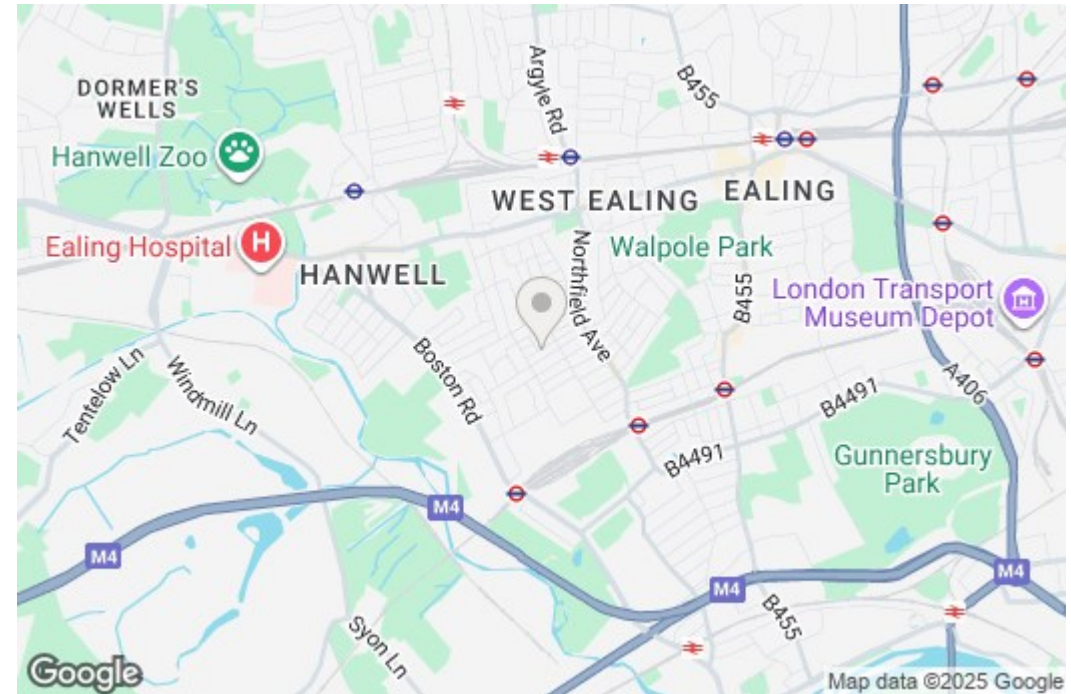 DORMER'S
WELLS
Hanwell Zoo
Argyle Rd
B455
WEST EALING
EALING
Ealing Hospital
H
HANWELL
Walpole Park
Northfield Ave
B455
London Transport
Museum Depot
Tentelow Ln
Windmill Ln
Boston Rd
A406
B4491
B4491
Gunnersbury
Park
M4
M4
M4
M4
B455
Syon Ln
Google
Map data ©2025 Google